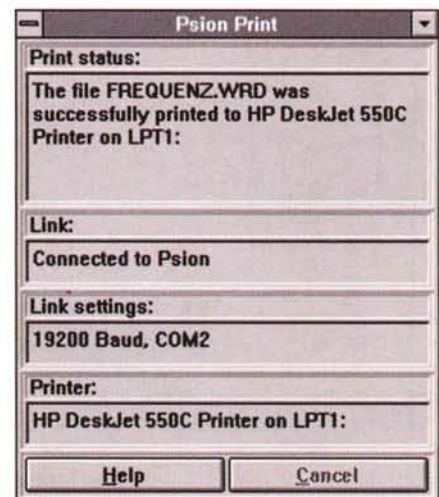 Psion Print
Print status:
The file FREQUENZ.WRD was
successfully printed to HP DeskJet 550C
Printer on LPT1:
Link:
Connected to Psion
Link settings:
19200 Baud, COM2
Printer:
HP DeskJet 550C Printer on LPT1:
Help
Cancel